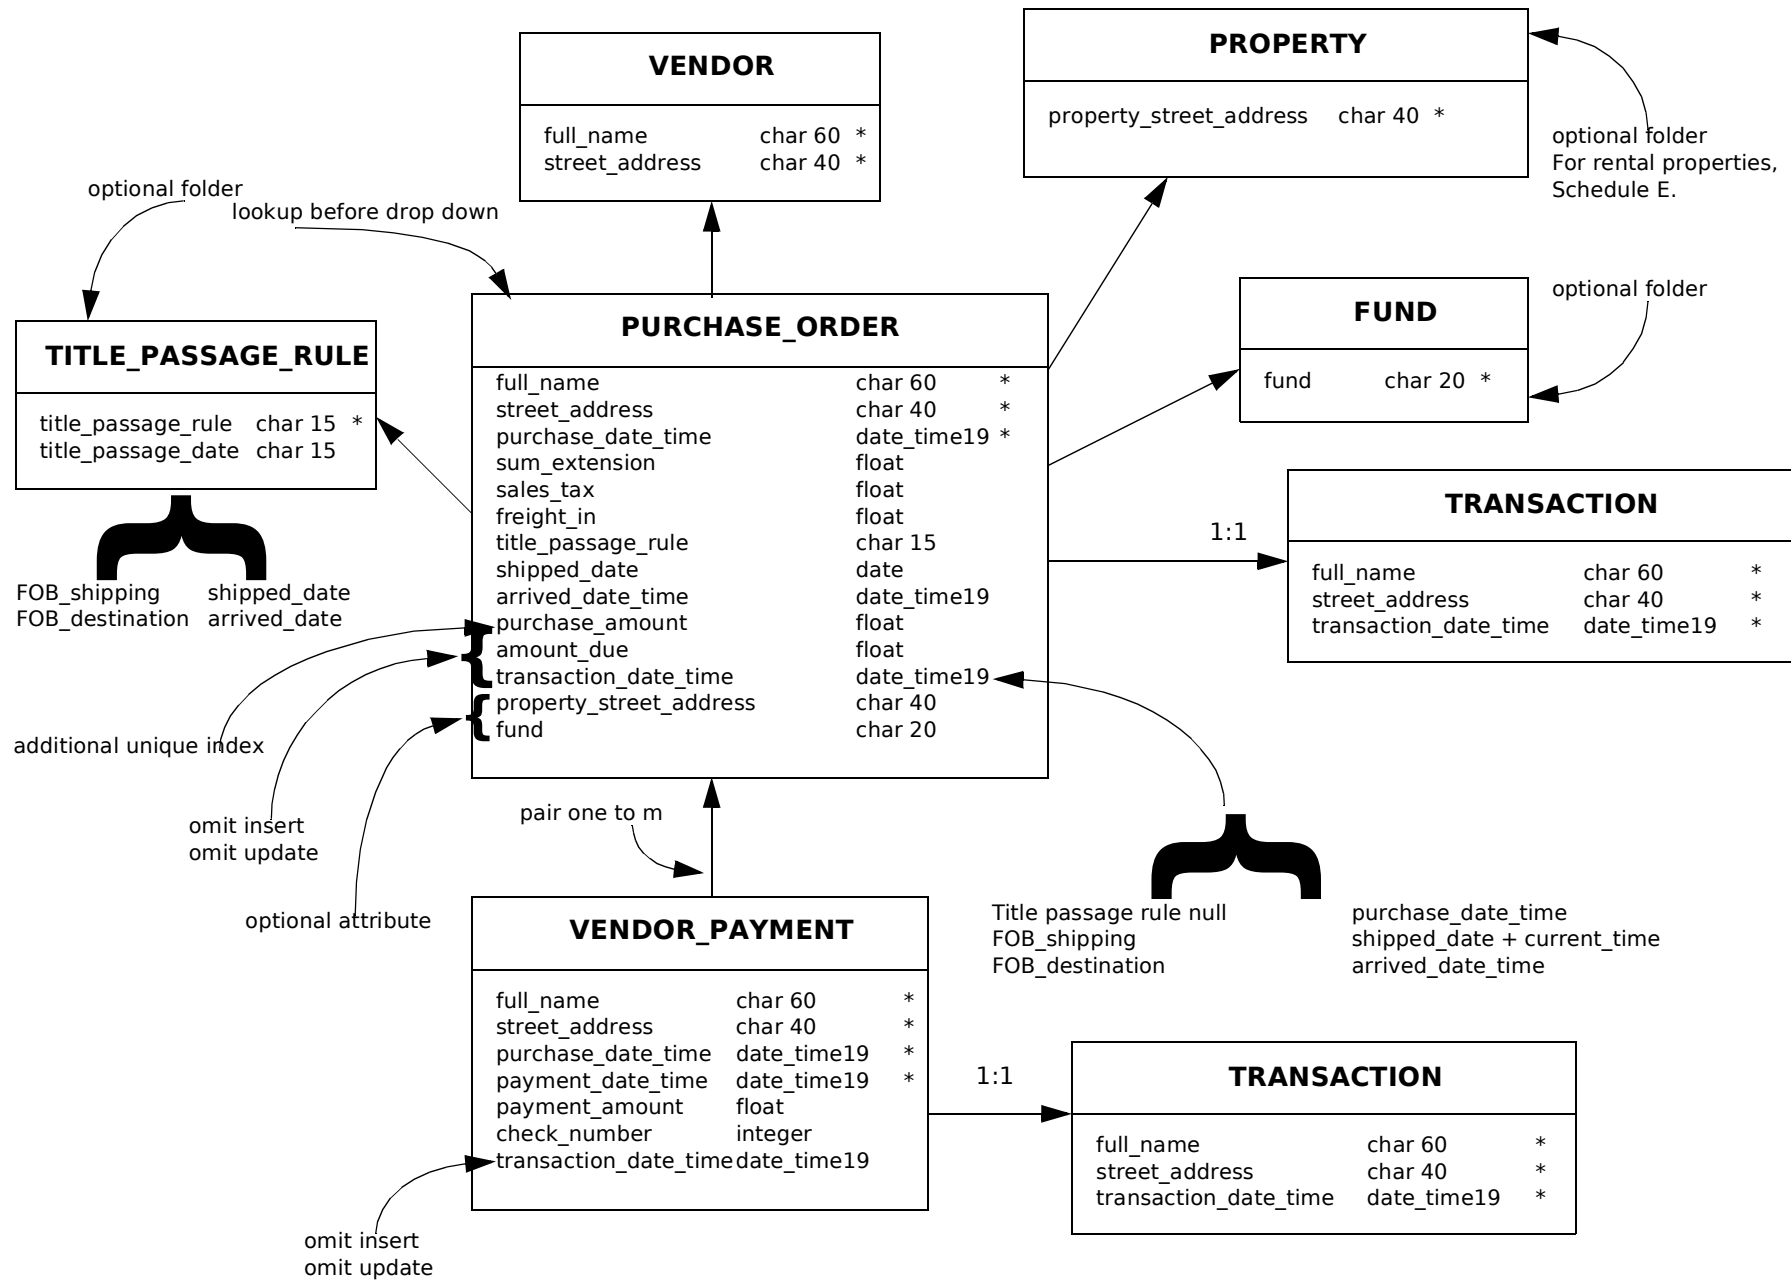 VENDOR
full_name char 60 *
street_address char 40 *
PROPERTY
property_street_address char 40 *
optional folder
For rental properties,
Schedule E.
optional folder
lookup before drop down
TITLE_PASSAGE_RULE
title_passage_rule char 15 *
title_passage_date char 15
FOB_shipping shipped_date
FOB_destination arrived_date
PURCHASE_ORDER
full_name char 60 *
street_address char 40 *
purchase_date_time date_time19 *
sum_extension float
sales_tax float
freight_in float
title_passage_rule char 15
shipped_date date
arrived_date_time date_time19
purchase_amount float
amount_due float
transaction_date_time date_time19
property_street_address char 40
fund char 20
FUND
fund char 20 *
optional folder
1:1
TRANSACTION
full_name char 60 *
street_address char 40 *
transaction_date_time date_time19 *
additional unique index
omit insert
omit update
optional attribute
pair one to m
Title passage rule null purchase_date_time
FOB_shipping shipped_date + current_time
FOB_destination arrived_date_time
VENDOR_PAYMENT
full_name char 60 *
street_address char 40 *
purchase_date_time date_time19 *
payment_date_time date_time19 *
payment_amount float
check_number integer
transaction_date_time date_time19
omit insert
omit update
1:1
TRANSACTION
full_name char 60 *
street_address char 40 *
transaction_date_time date_time19 *